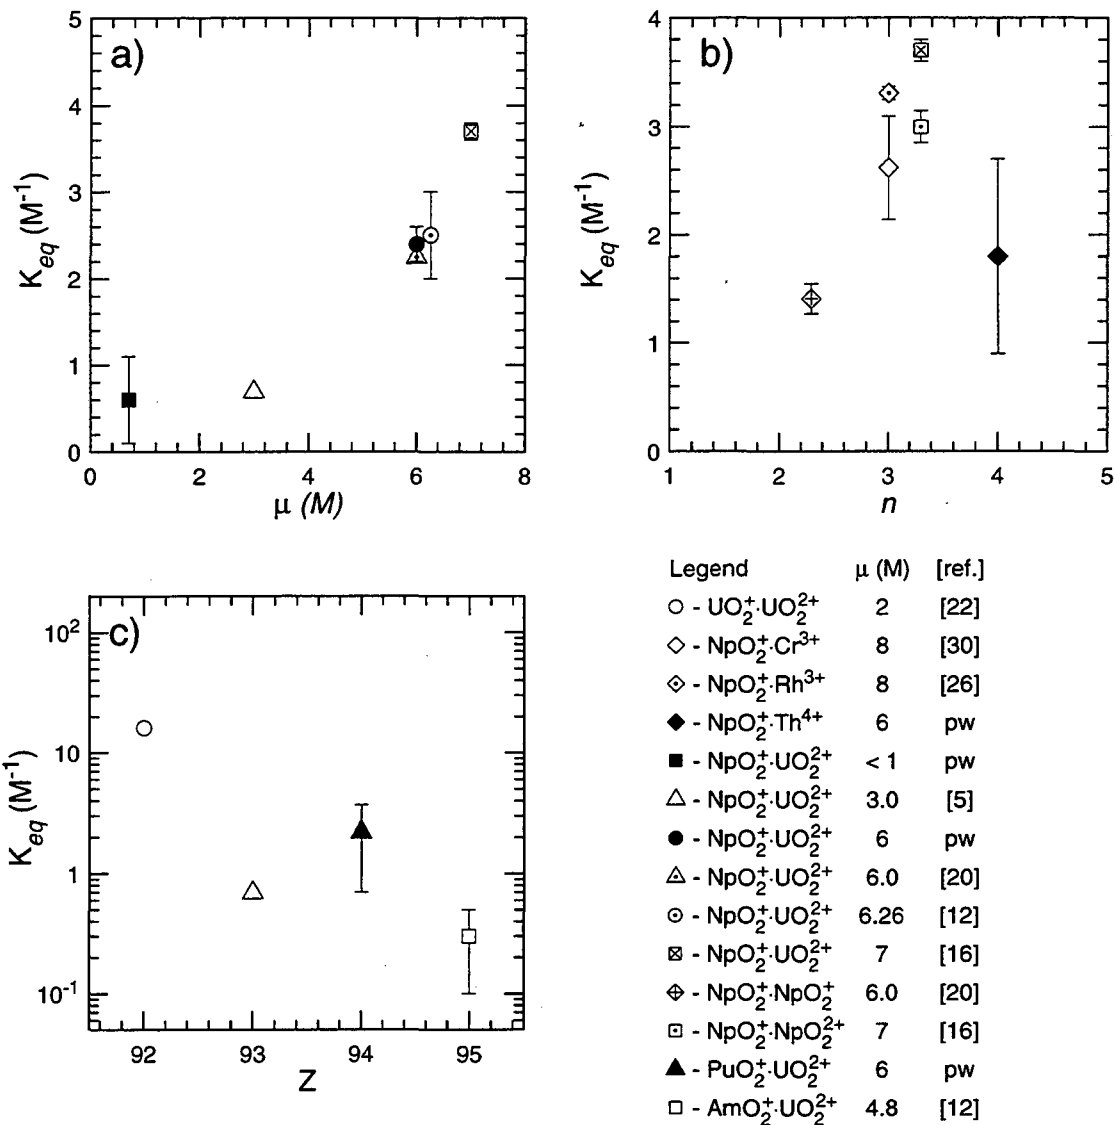 a)
5
4
3
2
1
0
K_eq (M⁻¹)
0 2 4 6 8
μ (M)
b)
4
3
2
1
0
K_eq (M⁻¹)
1 2 3 4 5
n
c)
10²
10
1
10⁻¹
K_eq (M⁻¹)
92 93 94 95
Z
Legend μ (M) [ref.]
○ - UO₂⁺·UO₂²⁺ 2 [22]
◇ - NpO₂⁺·Cr³⁺ 8 [30]
⟐ - NpO₂⁺·Rh³⁺ 8 [26]
◆ - NpO₂⁺·Th⁴⁺ 6 pw
■ - NpO₂⁺·UO₂²⁺ < 1 pw
△ - NpO₂⁺·UO₂²⁺ 3.0 [5]
● - NpO₂⁺·UO₂²⁺ 6 pw
◬ - NpO₂⁺·UO₂²⁺ 6.0 [20]
⊙ - NpO₂⁺·UO₂²⁺ 6.26 [12]
⊠ - NpO₂⁺·UO₂²⁺ 7 [16]
⟴ - NpO₂⁺·NpO₂⁺ 6.0 [20]
⊡ - NpO₂⁺·NpO₂²⁺ 7 [16]
▲ - PuO₂⁺·UO₂²⁺ 6 pw
□ - AmO₂⁺·UO₂²⁺ 4.8 [12]